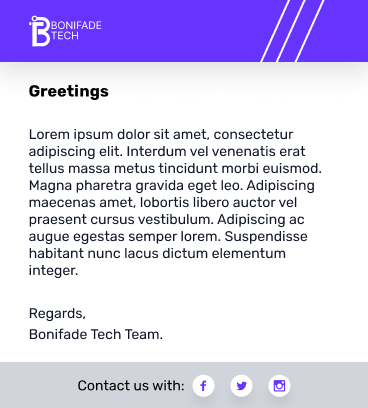 BONIFADE
TECH
Greetings
Lorem ipsum dolor sit amet, consectetur
adipiscing elit. Interdum vel venenatis erat
tellus massa metus tincidunt morbi euismod.
Magna pharetra gravida eget leo. Adipiscing
maecenas amet, lobortis libero auctor vel
praesent cursus vestibulum. Adipiscing ac
augue egestas semper lorem. Suspendisse
habitant nunc lacus dictum elementum
integer.
Regards,
Bonifade Tech Team.
Contact us with: